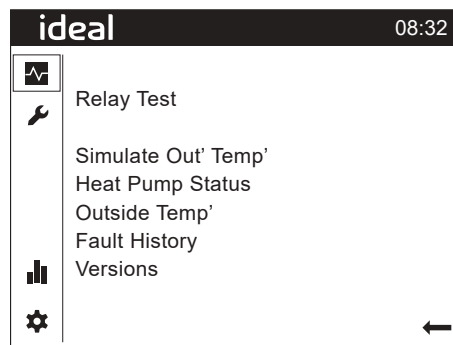 ideal 08:32
Relay Test
Simulate Out’ Temp’
Heat Pump Status
Outside Temp’
Fault History
Versions